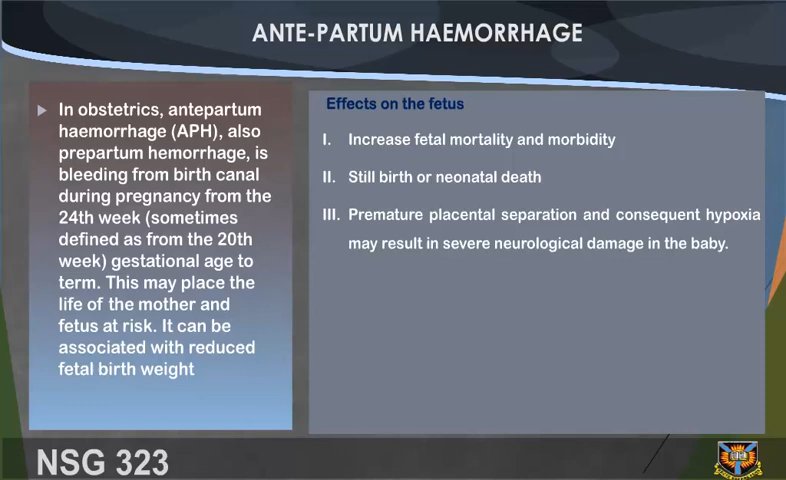 ANTE-PARTUM HAEMORRHAGE
In obstetrics, antepartum
haemorrhage (APH), also
prepartum hemorrhage, is
bleeding from birth canal
during pregnancy from the
24th week (sometimes
defined as from the 20th
week) gestational age to
term. This may place the
life of the mother and
fetus at risk. It can be
associated with reduced
fetal birth weight
Effects on the fetus
I. Increase fetal mortality and morbidity
II. Still birth or neonatal death
III. Premature placental separation and consequent hypoxia
may result in severe neurological damage in the baby.
NSG 323